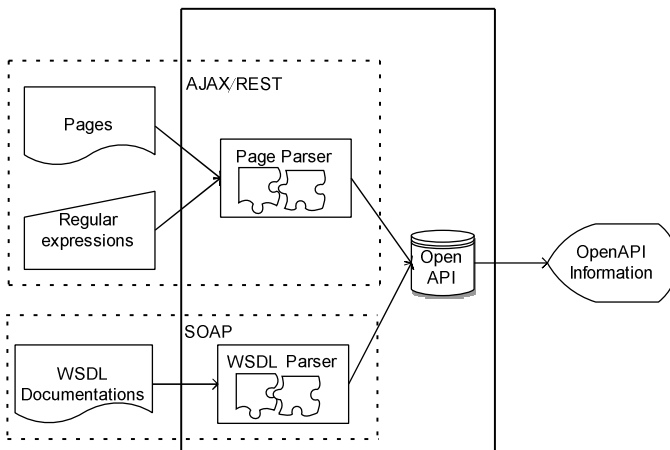 AJAX/REST
Pages
Page Parser
Regular
expressions
Open
API
OpenAPI
Information
SOAP
WSDL
Documentations
WSDL Parser